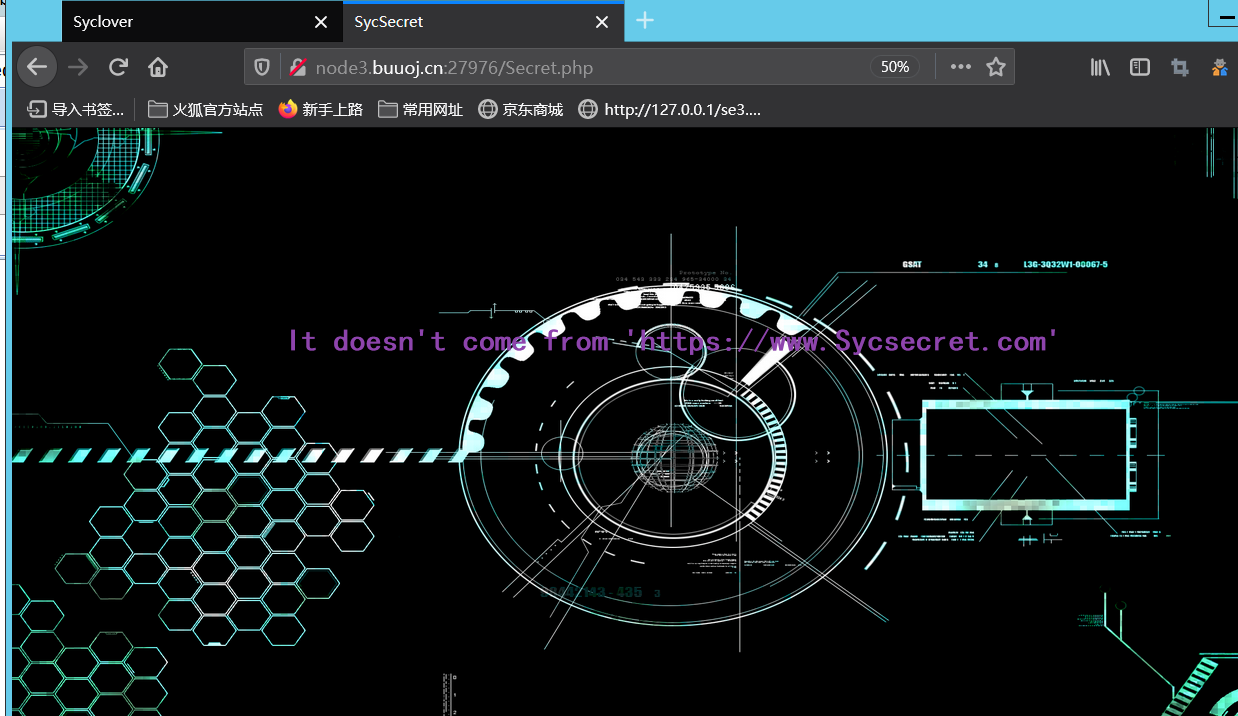 Syclover
SycSecret
node3.buuoj.cn:27976/Secret.php
50%
导入书签...
火狐官方站点
新手上路
常用网址
京东商城
http://127.0.0.1/se3....
GSAT
34
L3G-3Q32W1-00067-5
Prototype No
It doesn't come from 'https://www.Sycsecret.com'